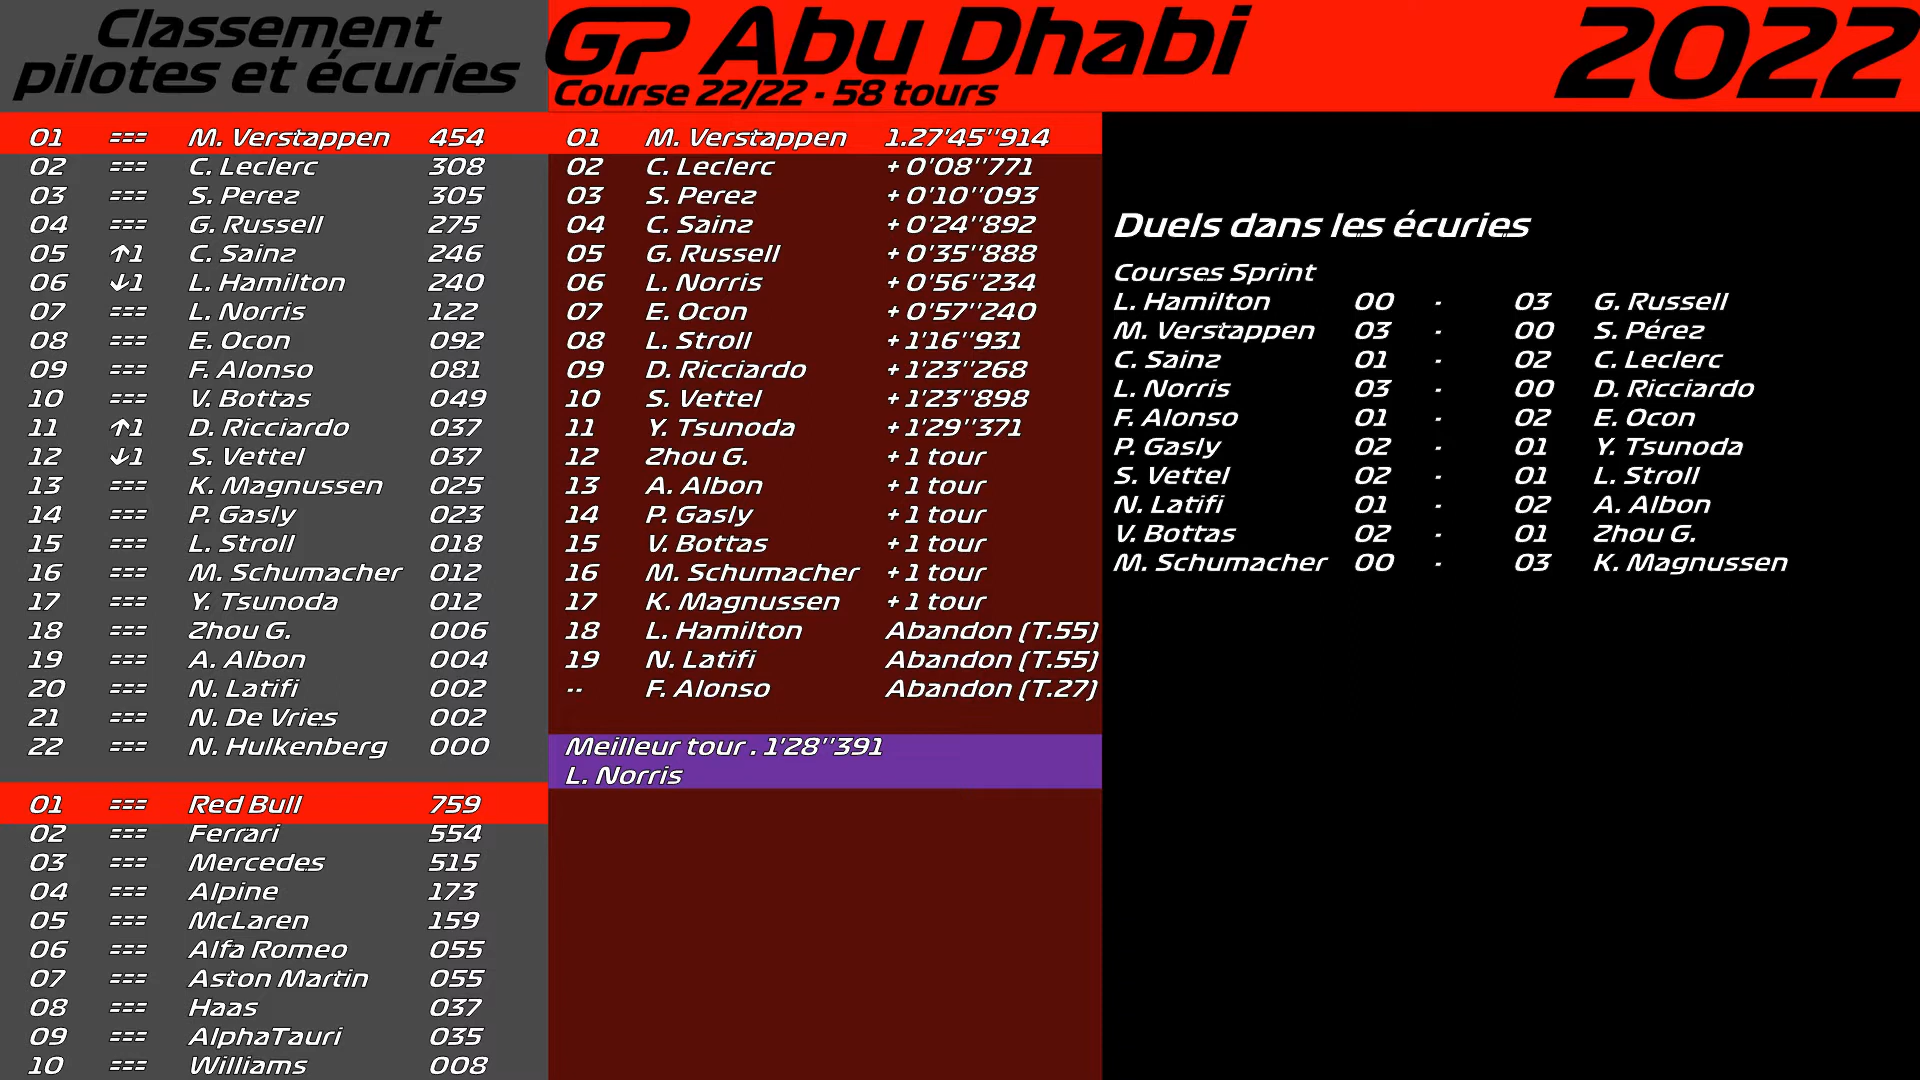 Classement
pilotes et écuries
GP Abu Dhabi
Course 22/22 - 58 tours
2022
01 === M. Verstappen 454
02 === C. Leclerc 308
03 === S. Perez 305
04 === G. Russell 275
05 ↑1 C. Sainz 246
06 ↓1 L. Hamilton 240
07 === L. Norris 122
08 === E. Ocon 092
09 === F. Alonso 081
10 === V. Bottas 049
11 ↑1 D. Ricciardo 037
12 ↓1 S. Vettel 037
13 === K. Magnussen 025
14 === P. Gasly 023
15 === L. Stroll 018
16 === M. Schumacher 012
17 === Y. Tsunoda 012
18 === Zhou G. 006
19 === A. Albon 004
20 === N. Latifi 002
21 === N. De Vries 002
22 === N. Hulkenberg 000
01 === Red Bull 759
02 === Ferrari 554
03 === Mercedes 515
04 === Alpine 173
05 === McLaren 159
06 === Alfa Romeo 055
07 === Aston Martin 055
08 === Haas 037
09 === AlphaTauri 035
10 === Williams 008
01 M. Verstappen 1.27'45''914
02 C. Leclerc + 0'08''771
03 S. Perez + 0'10''093
04 C. Sainz + 0'24''892
05 G. Russell + 0'35''888
06 L. Norris + 0'56''234
07 E. Ocon + 0'57''240
08 L. Stroll + 1'16''931
09 D. Ricciardo + 1'23''268
10 S. Vettel + 1'23''898
11 Y. Tsunoda + 1'29''371
12 Zhou G. + 1 tour
13 A. Albon + 1 tour
14 P. Gasly + 1 tour
15 V. Bottas + 1 tour
16 M. Schumacher + 1 tour
17 K. Magnussen + 1 tour
18 L. Hamilton Abandon (T.55)
19 N. Latifi Abandon (T.55)
-- F. Alonso Abandon (T.27)
Meilleur tour . 1'28''391
L. Norris
Duels dans les écuries
Courses Sprint
L. Hamilton 00 - 03 G. Russell
M. Verstappen 03 - 00 S. Pérez
C. Sainz 01 - 02 C. Leclerc
L. Norris 03 - 00 D. Ricciardo
F. Alonso 01 - 02 E. Ocon
P. Gasly 02 - 01 Y. Tsunoda
S. Vettel 02 - 01 L. Stroll
N. Latifi 01 - 02 A. Albon
V. Bottas 02 - 01 Zhou G.
M. Schumacher 00 - 03 K. Magnussen